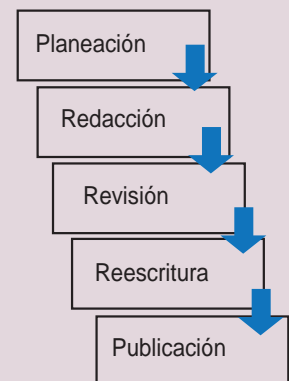 Planeación
Redacción
Revisión
Reescritura
Publicación